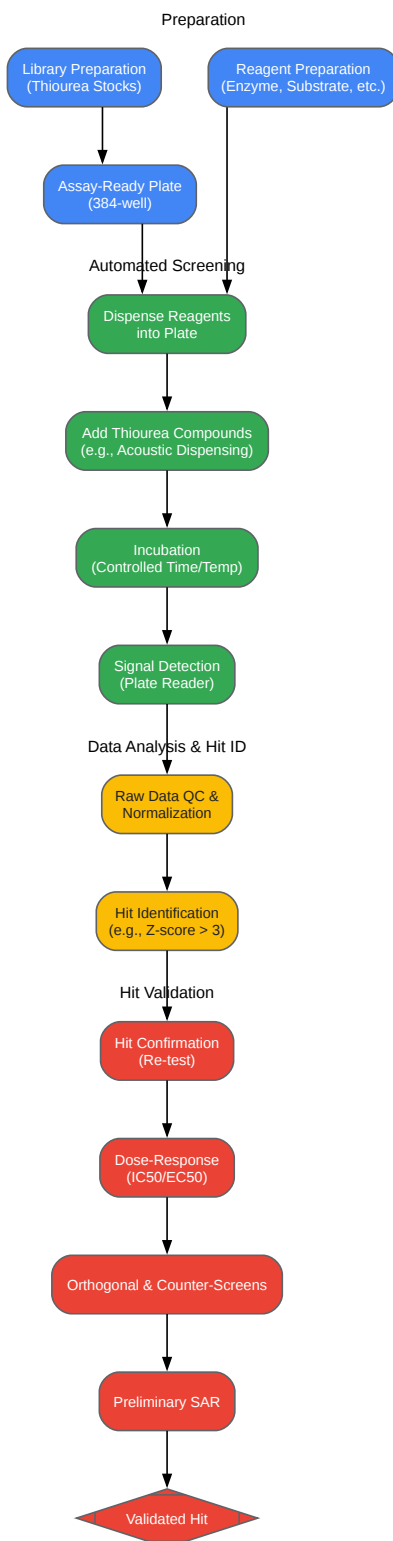 Preparation
Library Preparation
(Thiourea Stocks)
Reagent Preparation
(Enzyme, Substrate, etc.)
Assay-Ready Plate
(384-well)
Automated Screening
Dispense Reagents
into Plate
Add Thiourea Compounds
(e.g., Acoustic Dispensing)
Incubation
(Controlled Time/Temp)
Signal Detection
(Plate Reader)
Data Analysis & Hit ID
Raw Data QC &
Normalization
Hit Identification
(e.g., Z-score > 3)
Hit Validation
Hit Confirmation
(Re-test)
Dose-Response
(IC50/EC50)
Orthogonal & Counter-Screens
Preliminary SAR
Validated Hit